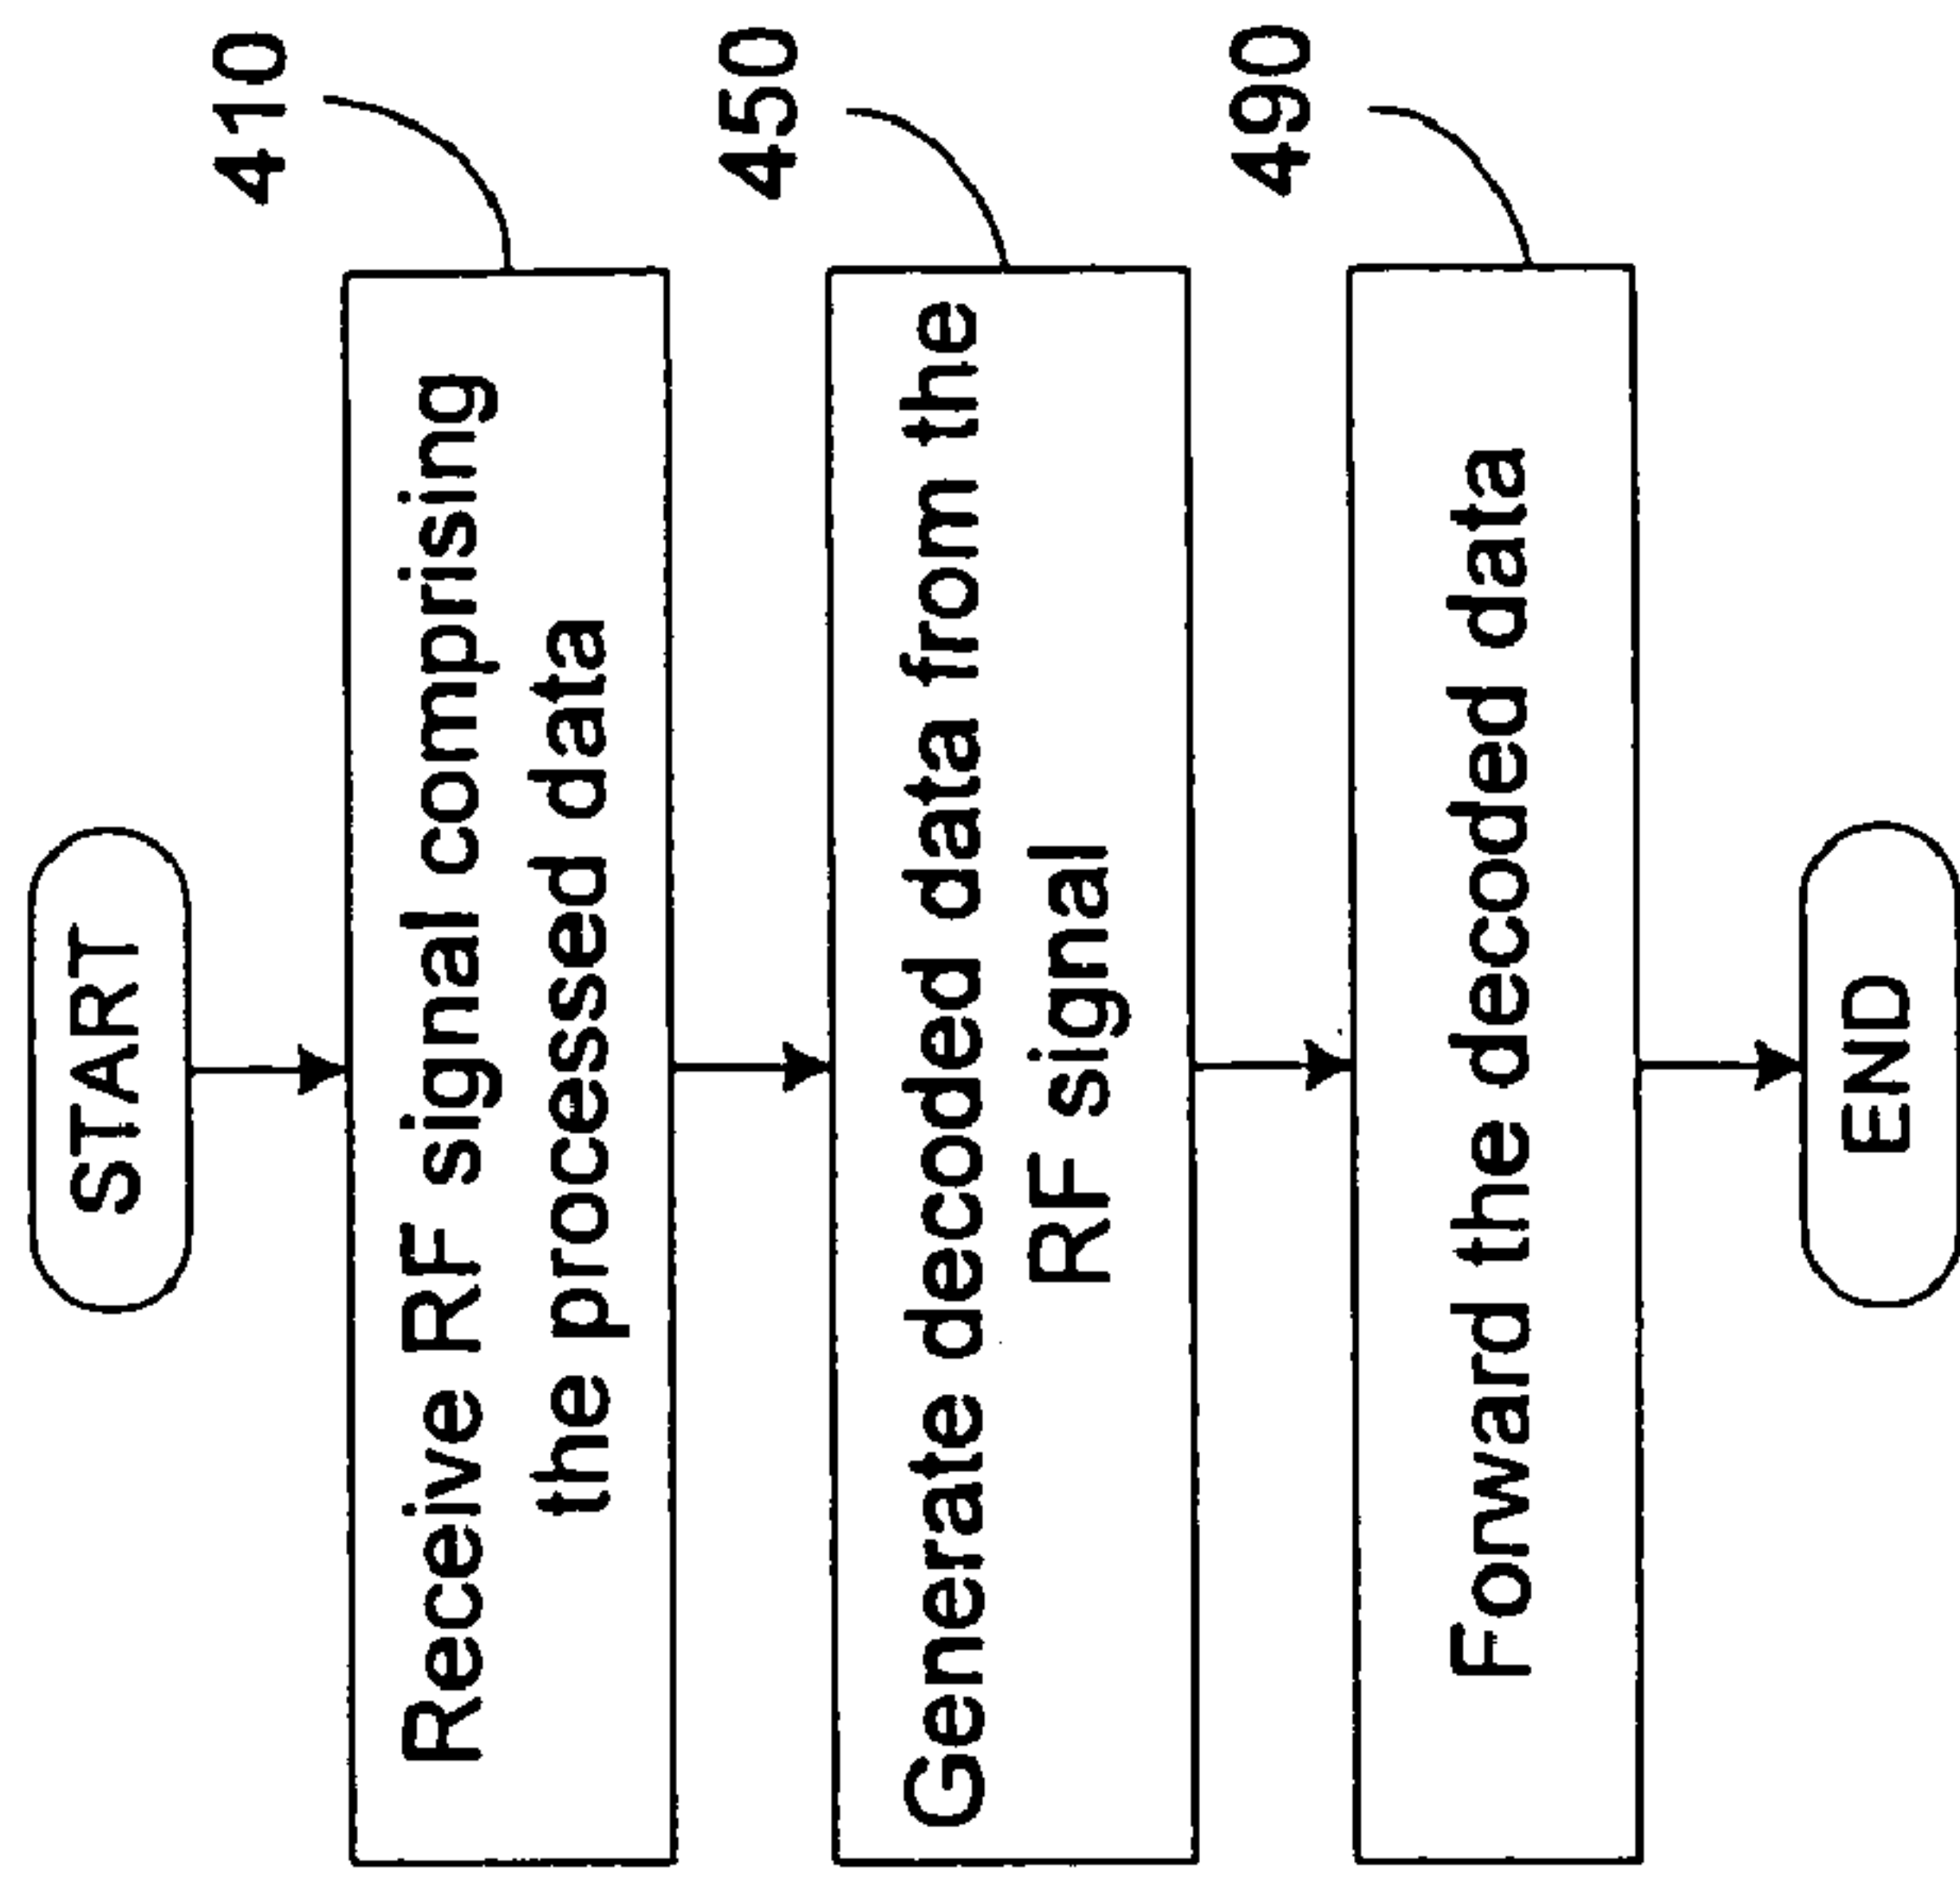 START
410
Receive RF signal comprising
the processed data
450
Generate decoded data from the
RF signal
490
Forward the decoded data
END